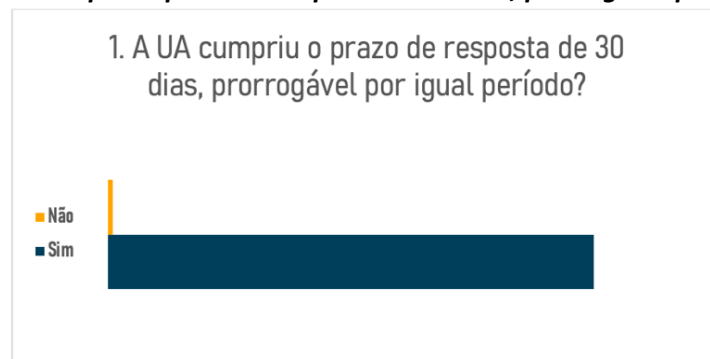 1. A UA cumpriu o prazo de resposta de 30
dias, prorrogável por igual período?
Não
Sim